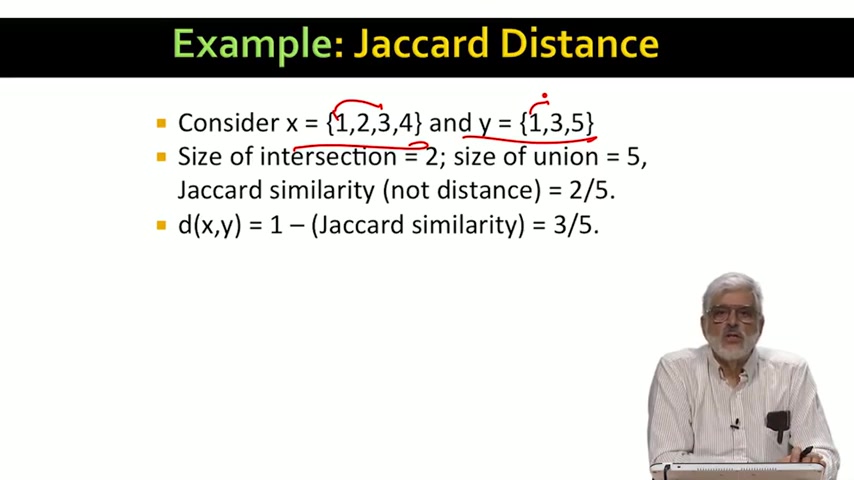 Example: Jaccard Distance
Consider x = {1,2,3,4} and y = {1,3,5}
Size of intersection = 2; size of union = 5,
Jaccard similarity (not distance) = 2/5.
d(x,y) = 1 – (Jaccard similarity) = 3/5.